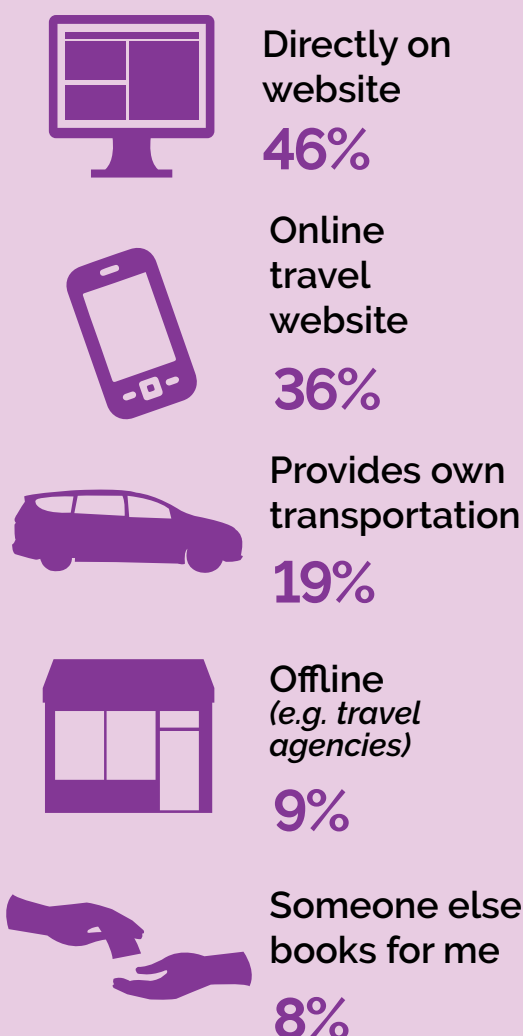 Directly on
website
46%
Online
travel
website
36%
Provides own
transportation
19%
Offline
(e.g. travel
agencies)
9%
Someone else
books for me
8%